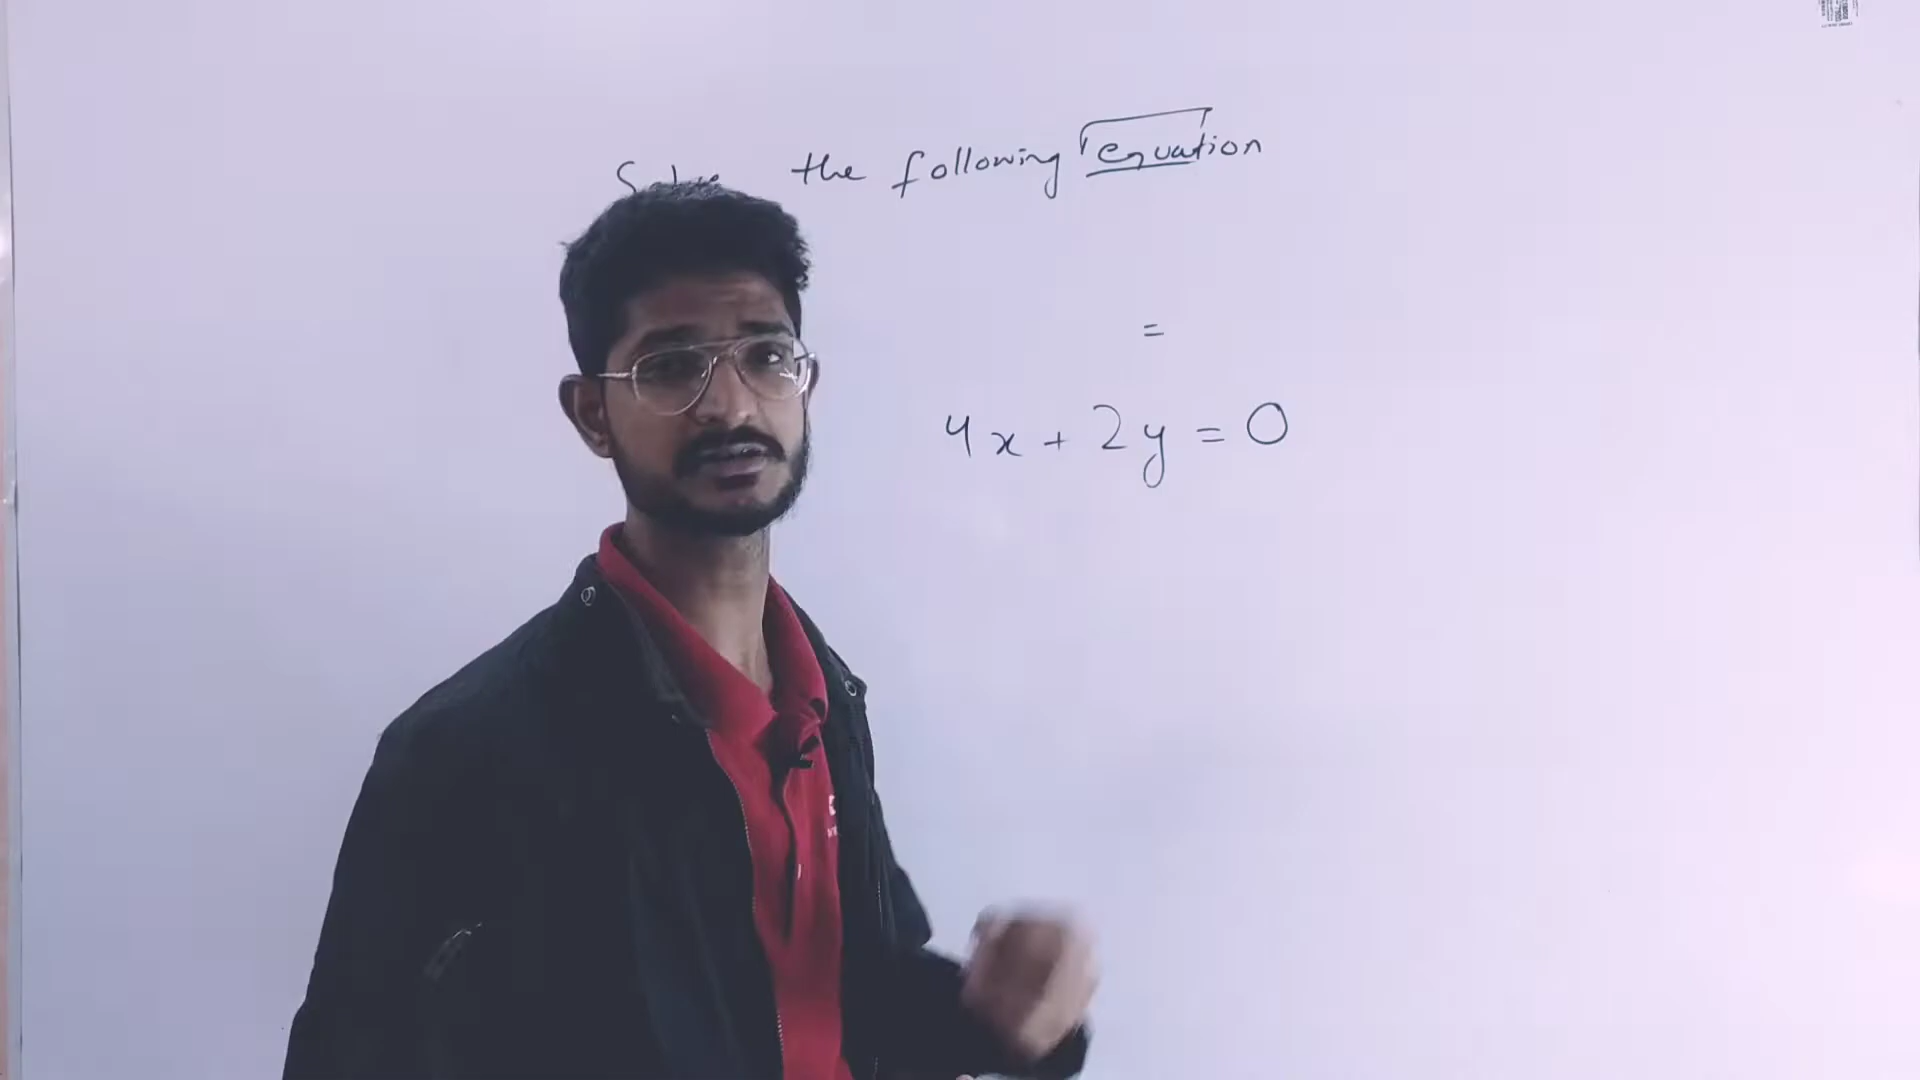 the following equation
=
4x + 2y = 0